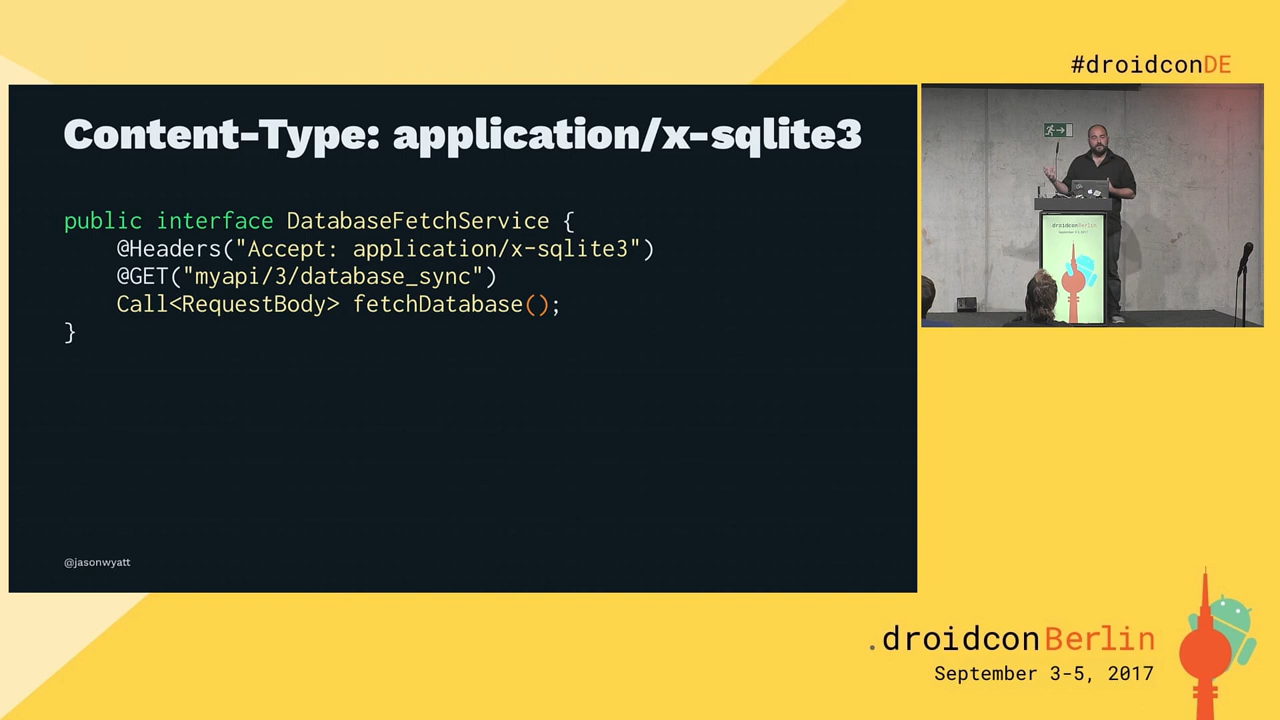 #droidconDE
Content-Type: application/x-sqlite3
public interface DatabaseFetchService {
@Headers("Accept: application/x-sqlite3")
@GET("myapi/3/database_sync")
Call<RequestBody> fetchDatabase();
}
@jasonwyatt
droidconBerlin
.droidconBerlin
September 3-5, 2017